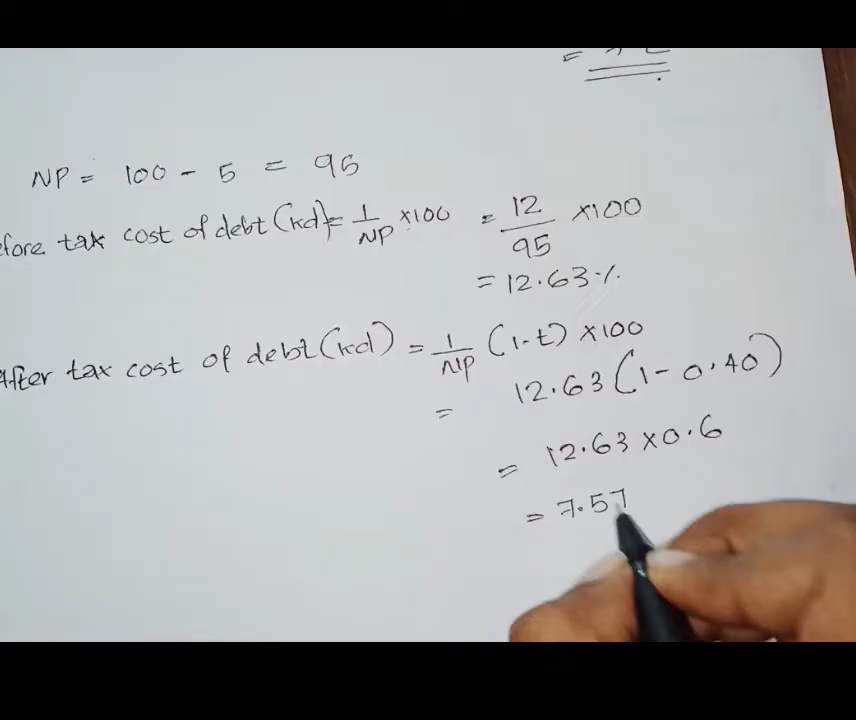 NP = 100 - 5 = 95
efore tax cost of debt (kd) = I/NP ×100 = 12/95 ×100
= 12.63%
After tax cost of debt (kd) = I/NP (1-t) ×100
= 12.63 (1 - 0.40)
= 12.63 × 0.6
= 7.57